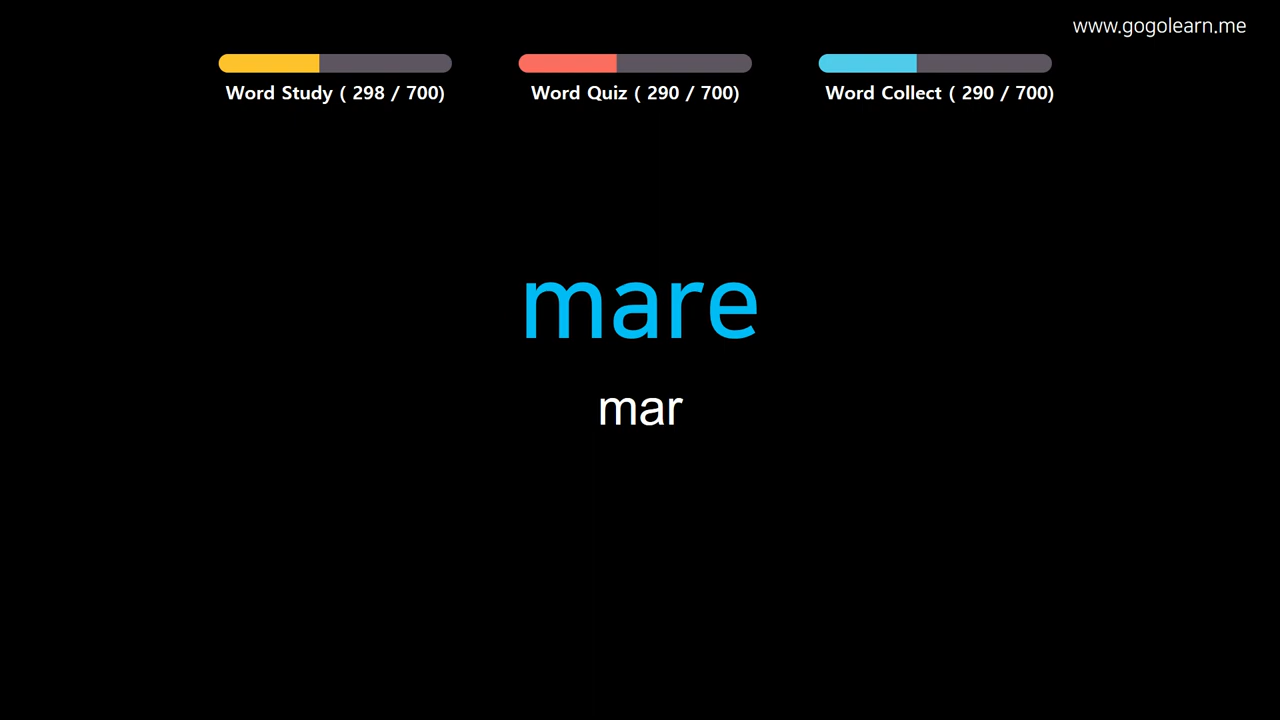 www.gogolearn.me
Word Study ( 298 / 700)
Word Quiz ( 290 / 700)
Word Collect ( 290 / 700)
mare
mar